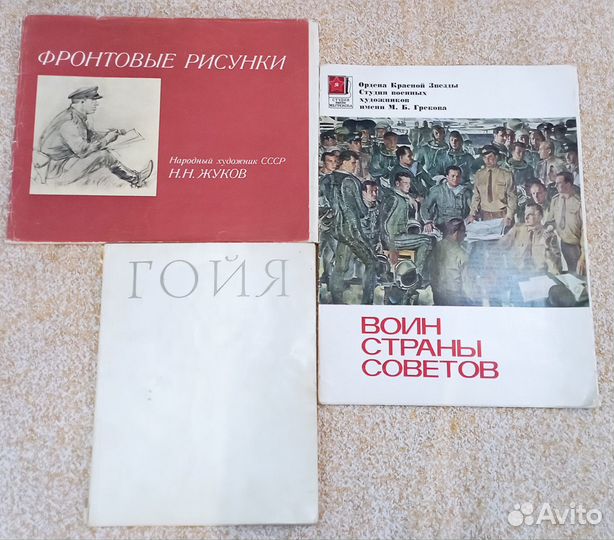 ФРОНТОВЫЕ РИСУНКИ
Народный художник СССР
Н.Н. ЖУКОВ
Ордена Красной Звезды
Студия военных
художников
имени М. Б. Грекова
СТУДИЯ
ВОИН
СТРАНЫ
СОВЕТОВ
ГОЙЯ
Avito